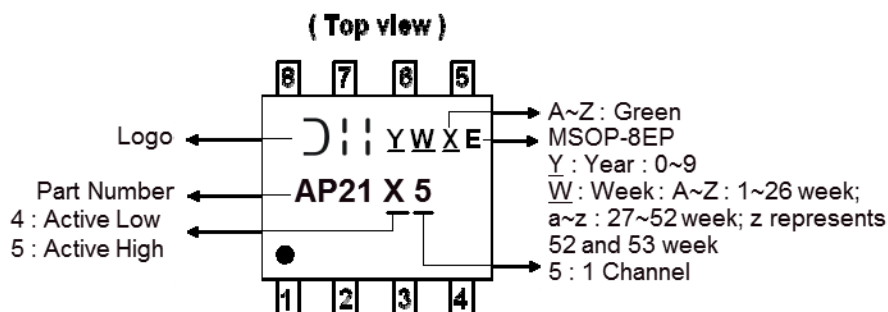 ( Top view )
8 7 6 5
Logo
Y W X E
A~Z : Green
MSOP-8EP
Y : Year : 0~9
W : Week : A~Z : 1~26 week;
a~z : 27~52 week; z represents
52 and 53 week
5 : 1 Channel
Part Number
AP21 X 5
4 : Active Low
5 : Active High
1 2 3 4